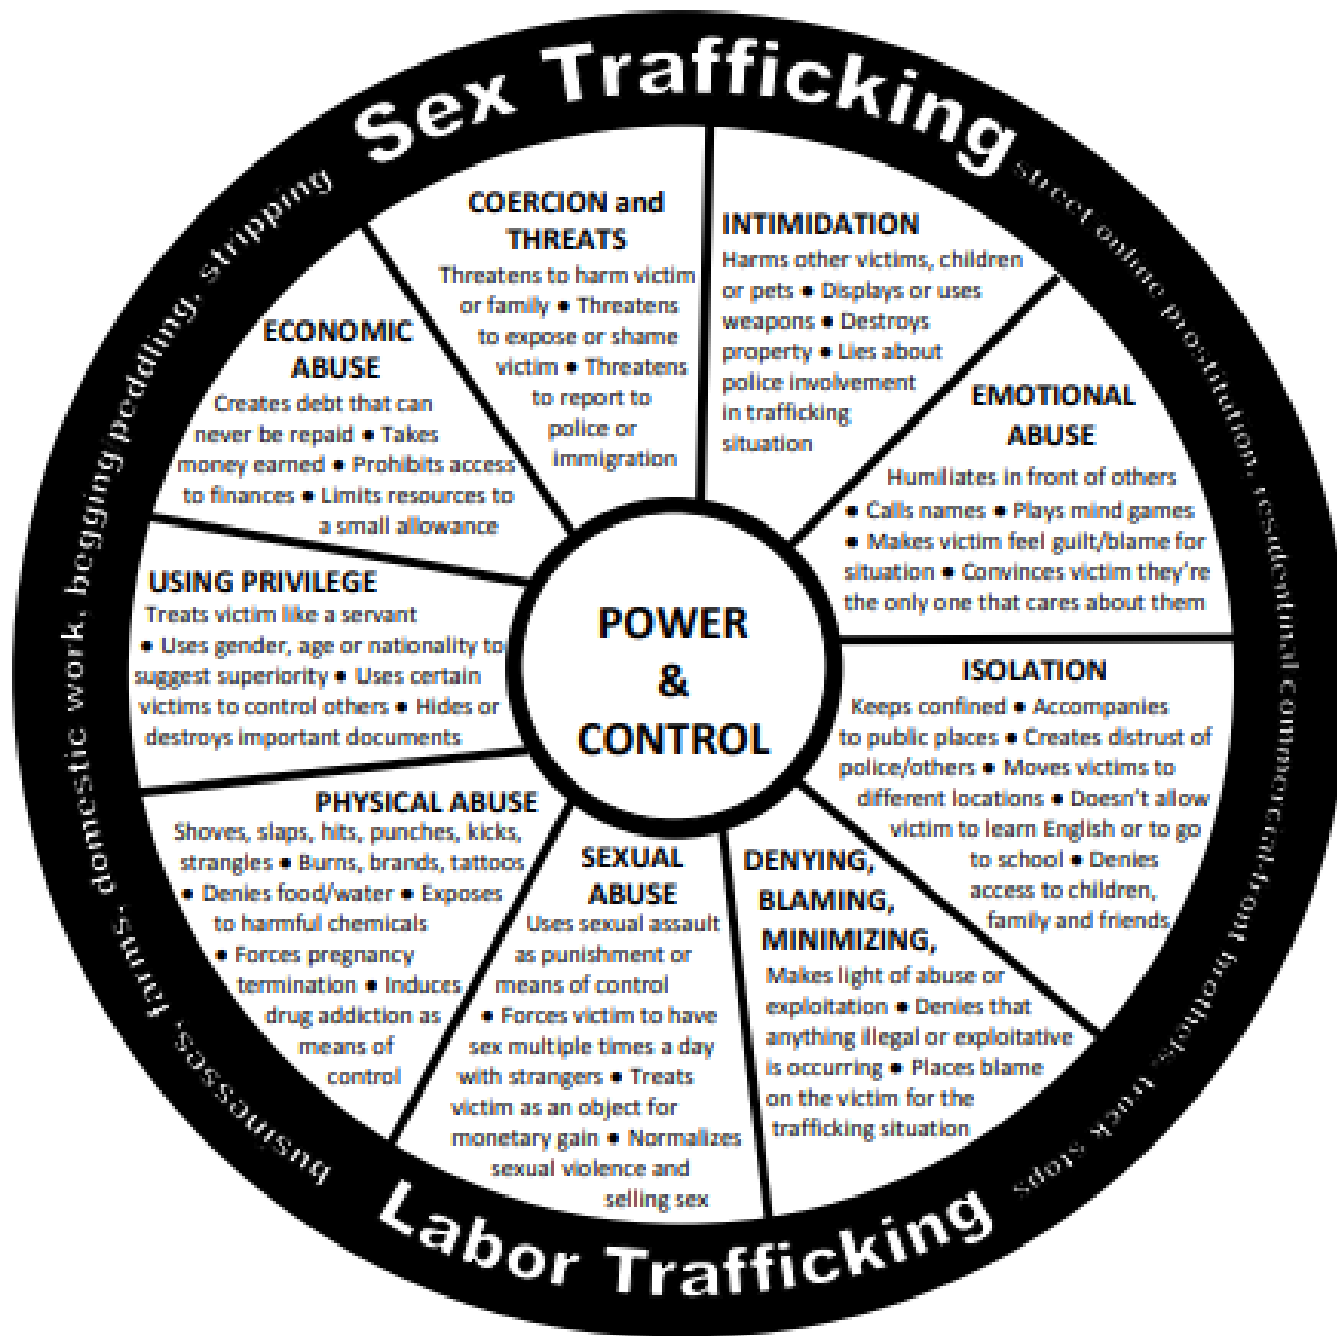 Sex Trafficking
street online prostitution, residential commercial-front brothels, truck stops
COERCION and
THREATS
Threatens to harm victim
or family ● Threatens
to expose or shame
victim ● Threatens
to report to
police or
immigration
INTIMIDATION
Harms other victims, children
or pets ● Displays or uses
weapons ● Destroys
property ● Lies about
police involvement
in trafficking
situation
EMOTIONAL
ABUSE
Humiliates in front of others
● Calls names ● Plays mind games
● Makes victim feel guilt/blame for
situation ● Convinces victim they're
the only one that cares about them
ISOLATION
Keeps confined ● Accompanies
to public places ● Creates distrust of
police/others ● Moves victims to
different locations ● Doesn't allow
victim to learn English or to go
to school ● Denies
access to children,
family and friends
DENYING,
BLAMING,
MINIMIZING,
Makes light of abuse or
exploitation ● Denies that
anything illegal or exploitative
is occurring ● Places blame
on the victim for the
trafficking situation
SEXUAL
ABUSE
Uses sexual assault
as punishment or
means of control
● Forces victim to have
sex multiple times a day
with strangers ● Treats
victim as an object for
monetary gain ● Normalizes
sexual violence and
selling sex
PHYSICAL ABUSE
Shoves, slaps, hits, punches, kicks,
strangles ● Burns, brands, tattoos
● Denies food/water ● Exposes
to harmful chemicals
● Forces pregnancy
termination ● Induces
drug addiction as
means of
control
USING PRIVILEGE
Treats victim like a servant
● Uses gender, age or nationality to
suggest superiority ● Uses certain
victims to control others ● Hides or
destroys important documents
ECONOMIC
ABUSE
Creates debt that can
never be repaid ● Takes
money earned ● Prohibits access
to finances ● Limits resources to
a small allowance
POWER
&
CONTROL
Labor Trafficking
businesses, farms, domestic work, begging/peddling, stripping